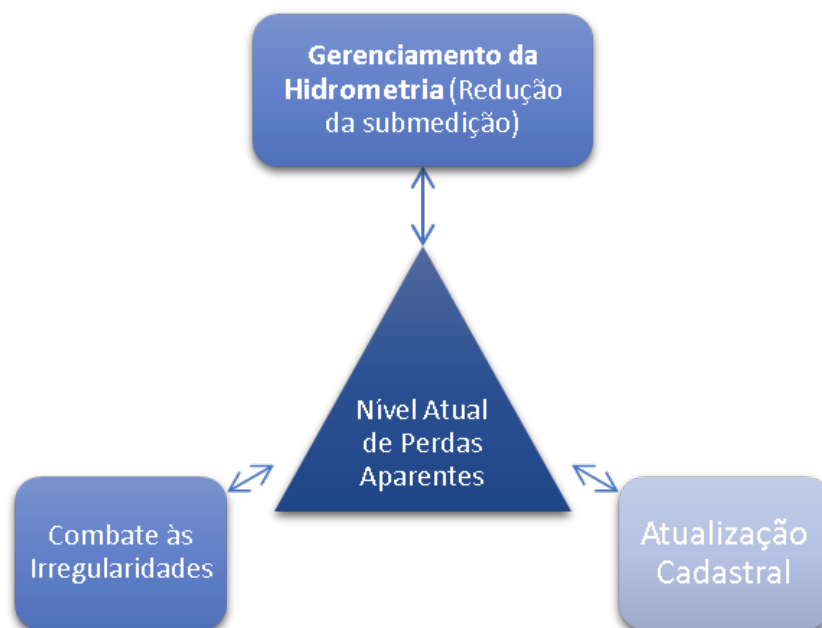 Gerenciamento da
Hidrometria (Redução
da submedição)
Nível Atual
de Perdas
Aparentes
Combate às
Irregularidades
Atualização
Cadastral